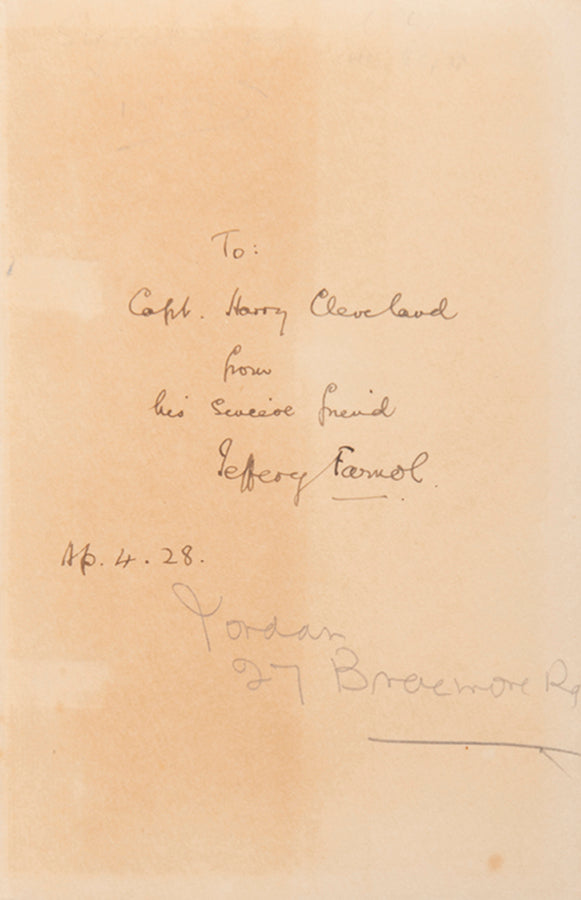 To:
Capt. Harry Cleveland
from
his sincere friend
Jeffery Farnol.
Ap. 4. 28.
Jordan
27 Braemore Rd